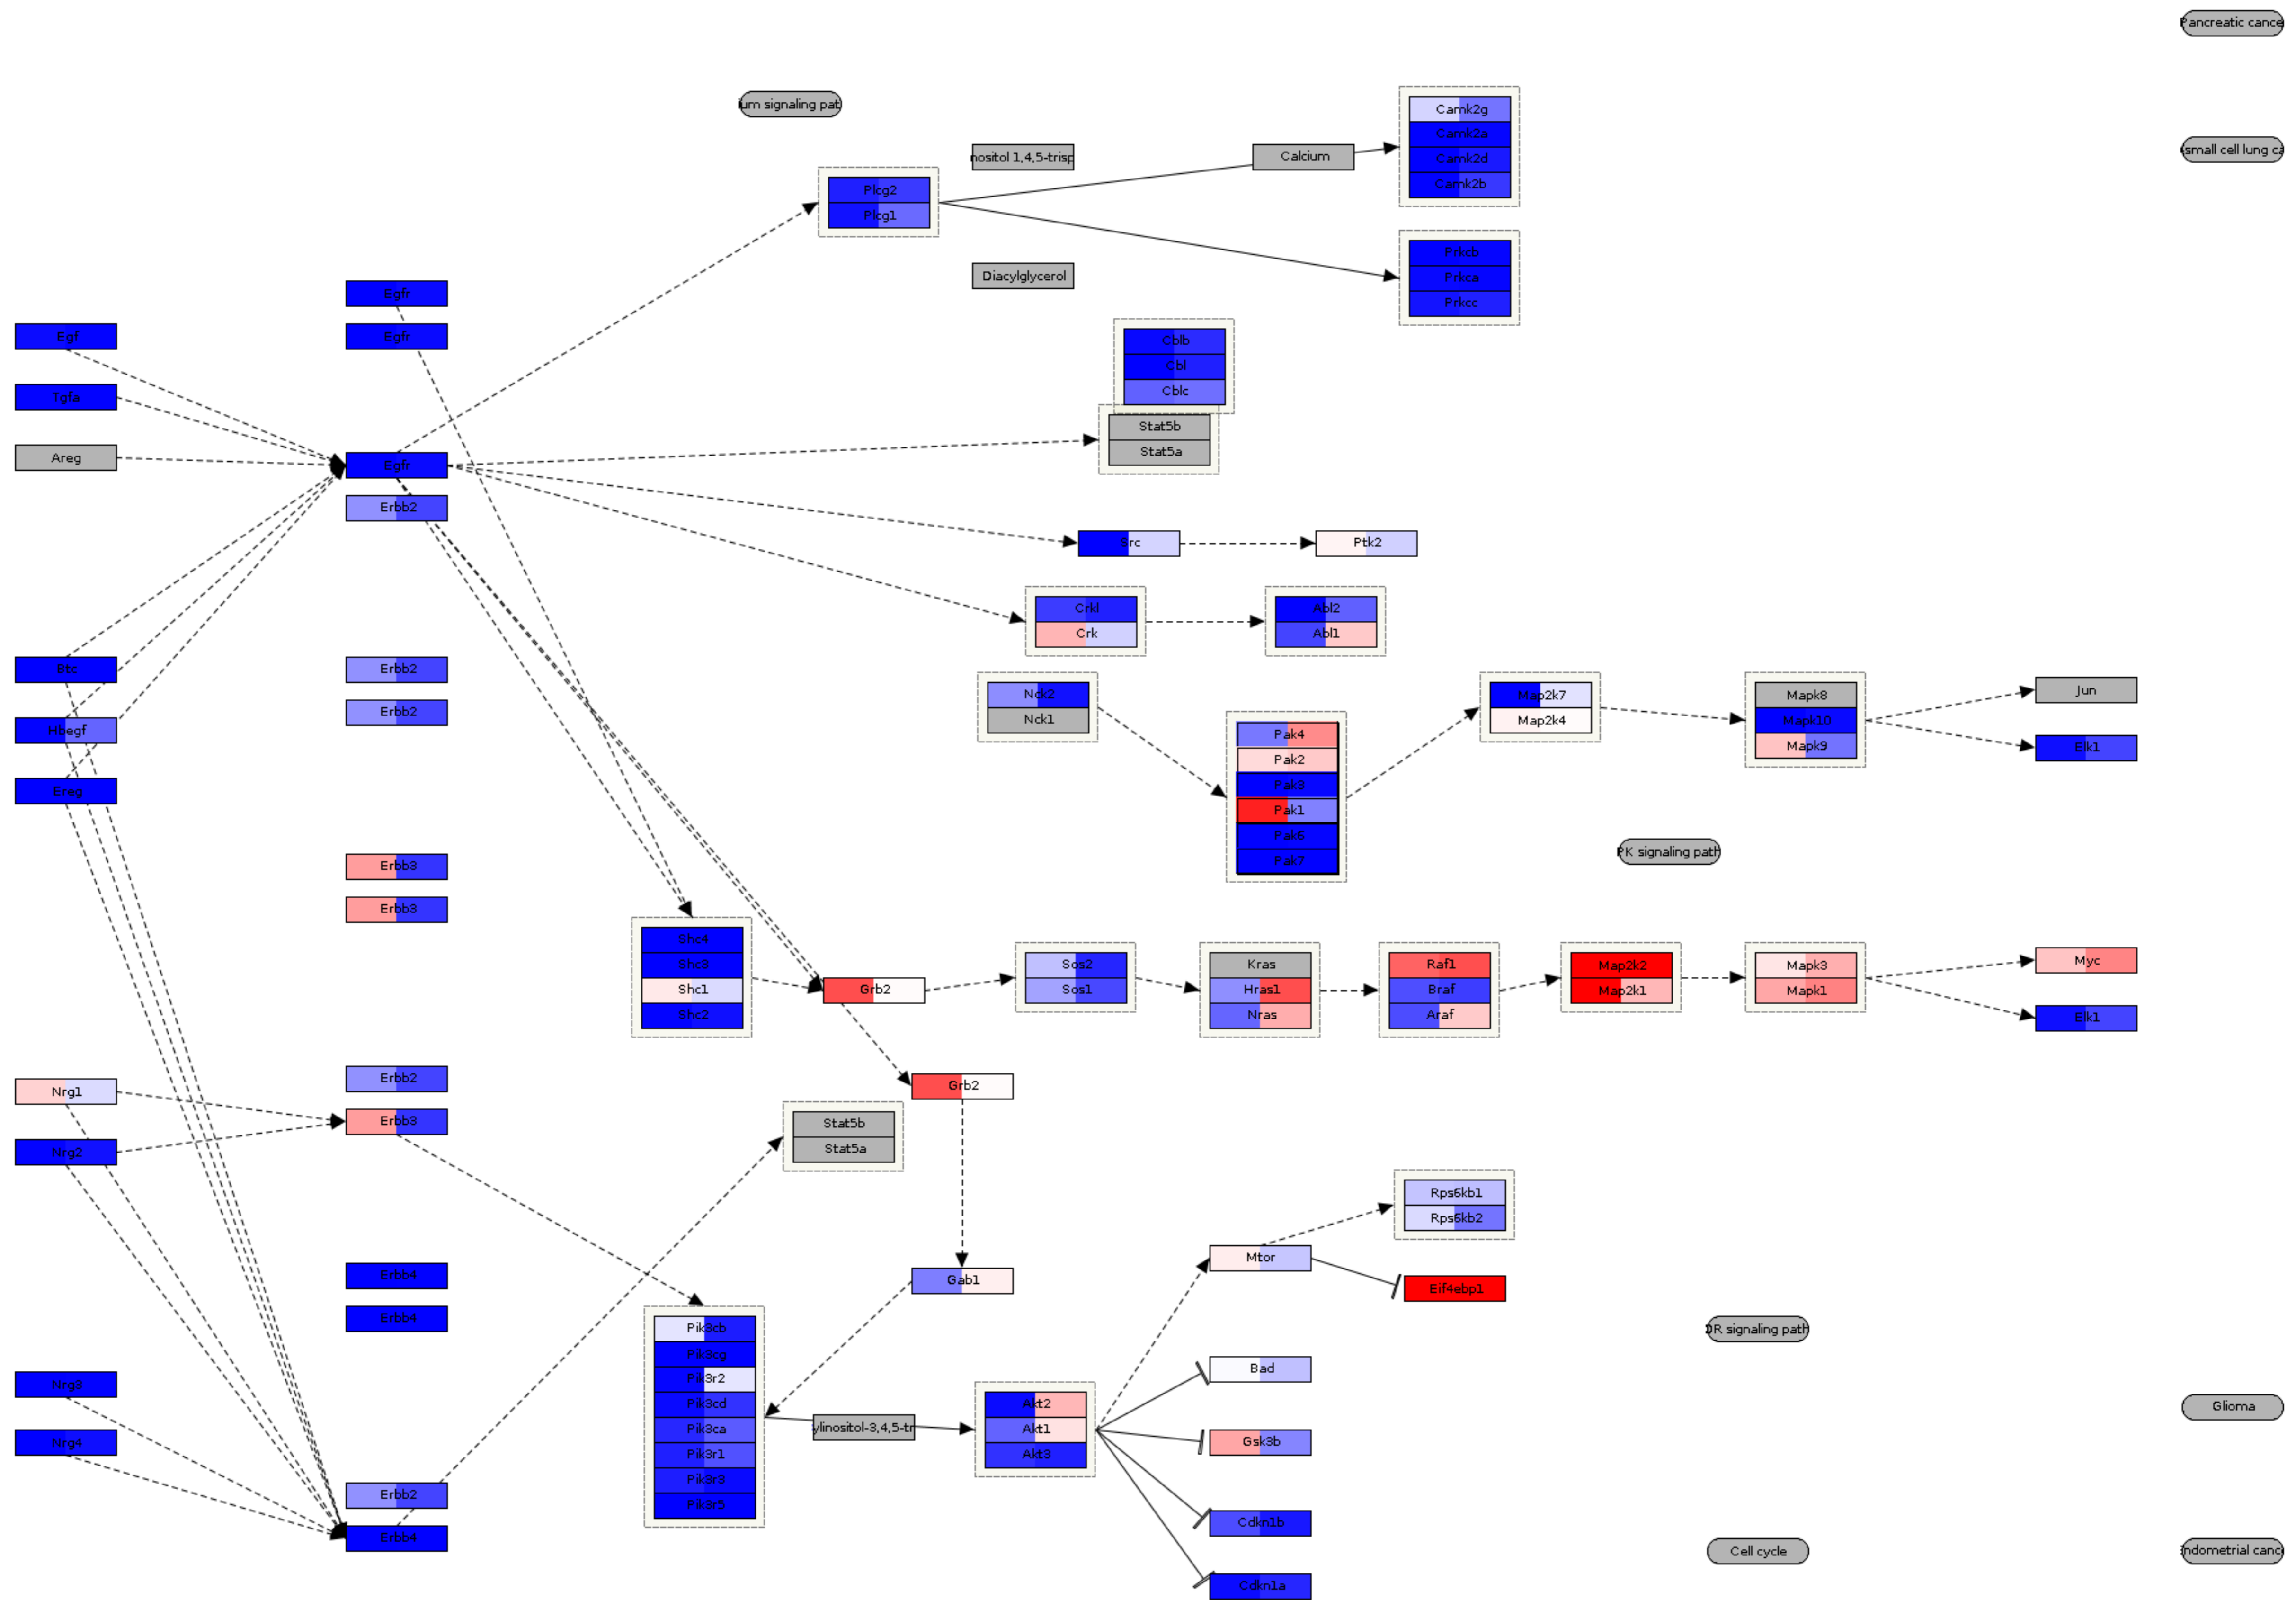 Pancreatic cance
ium signaling pat
Camk2g
Camk2a
Camk2d
Camk2b
nositol 1,4,5-trisp
Calcium
small cell lung ca
Plcg2
Plcg1
Prkcb
Prkca
Prkcc
Diacylglycerol
Egfr
Egf
Egfr
Cblb
Cbl
Cblc
Tgfa
Areg
Egfr
Stat5b
Stat5a
Erbb2
Src
Ptk2
Crkl
Crk
Abl2
Abl1
Btc
Erbb2
Nck2
Nck1
Map2k7
Map2k4
Mapk8
Mapk10
Mapk9
Jun
Hbegf
Erbb2
Pak4
Pak2
Pak3
Pak1
Pak6
Pak7
Elk1
Ereg
PK signaling path
Erbb3
Erbb3
Shc4
Shc3
Shc1
Shc2
Grb2
Sos2
Sos1
Kras
Hras1
Nras
Raf1
Braf
Araf
Map2k2
Map2k1
Mapk3
Mapk1
Myc
Elk1
Nrg1
Erbb2
Grb2
Erbb3
Stat5b
Stat5a
Nrg2
Rps6kb1
Rps6kb2
Mtor
Erbb4
Gab1
Eif4ebp1
Erbb4
Pik3cb
Pik3cg
Pik3r2
Pik3cd
Pik3ca
Pik3r1
Pik3r3
Pik3r5
OR signaling path
Bad
Nrg3
Akt2
Akt1
Akt3
Glioma
ylinositol-3,4,5-tr
Nrg4
Gsk3b
Erbb2
Erbb4
Cdkn1b
Cell cycle
ndometrial canc
Cdkn1a